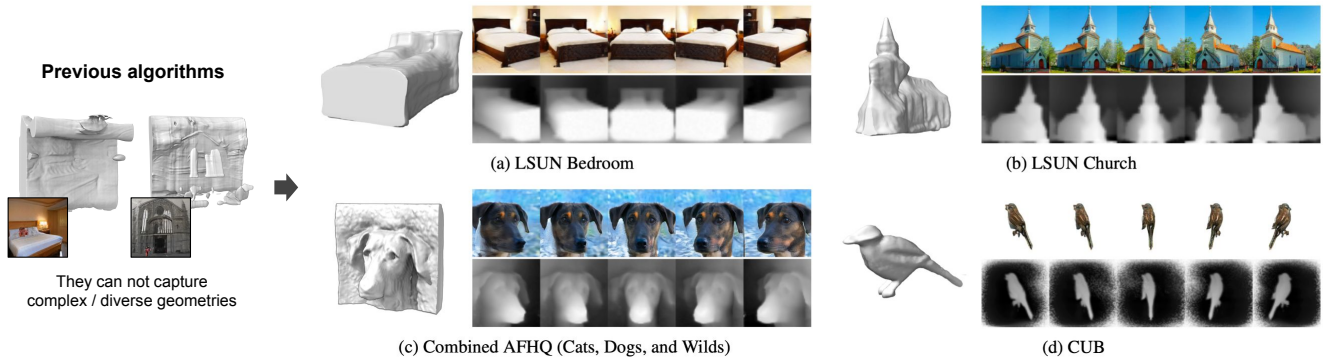 Previous algorithms
They can not capture
complex / diverse geometries
(a) LSUN Bedroom
(b) LSUN Church
(c) Combined AFHQ (Cats, Dogs, and Wilds)
(d) CUB